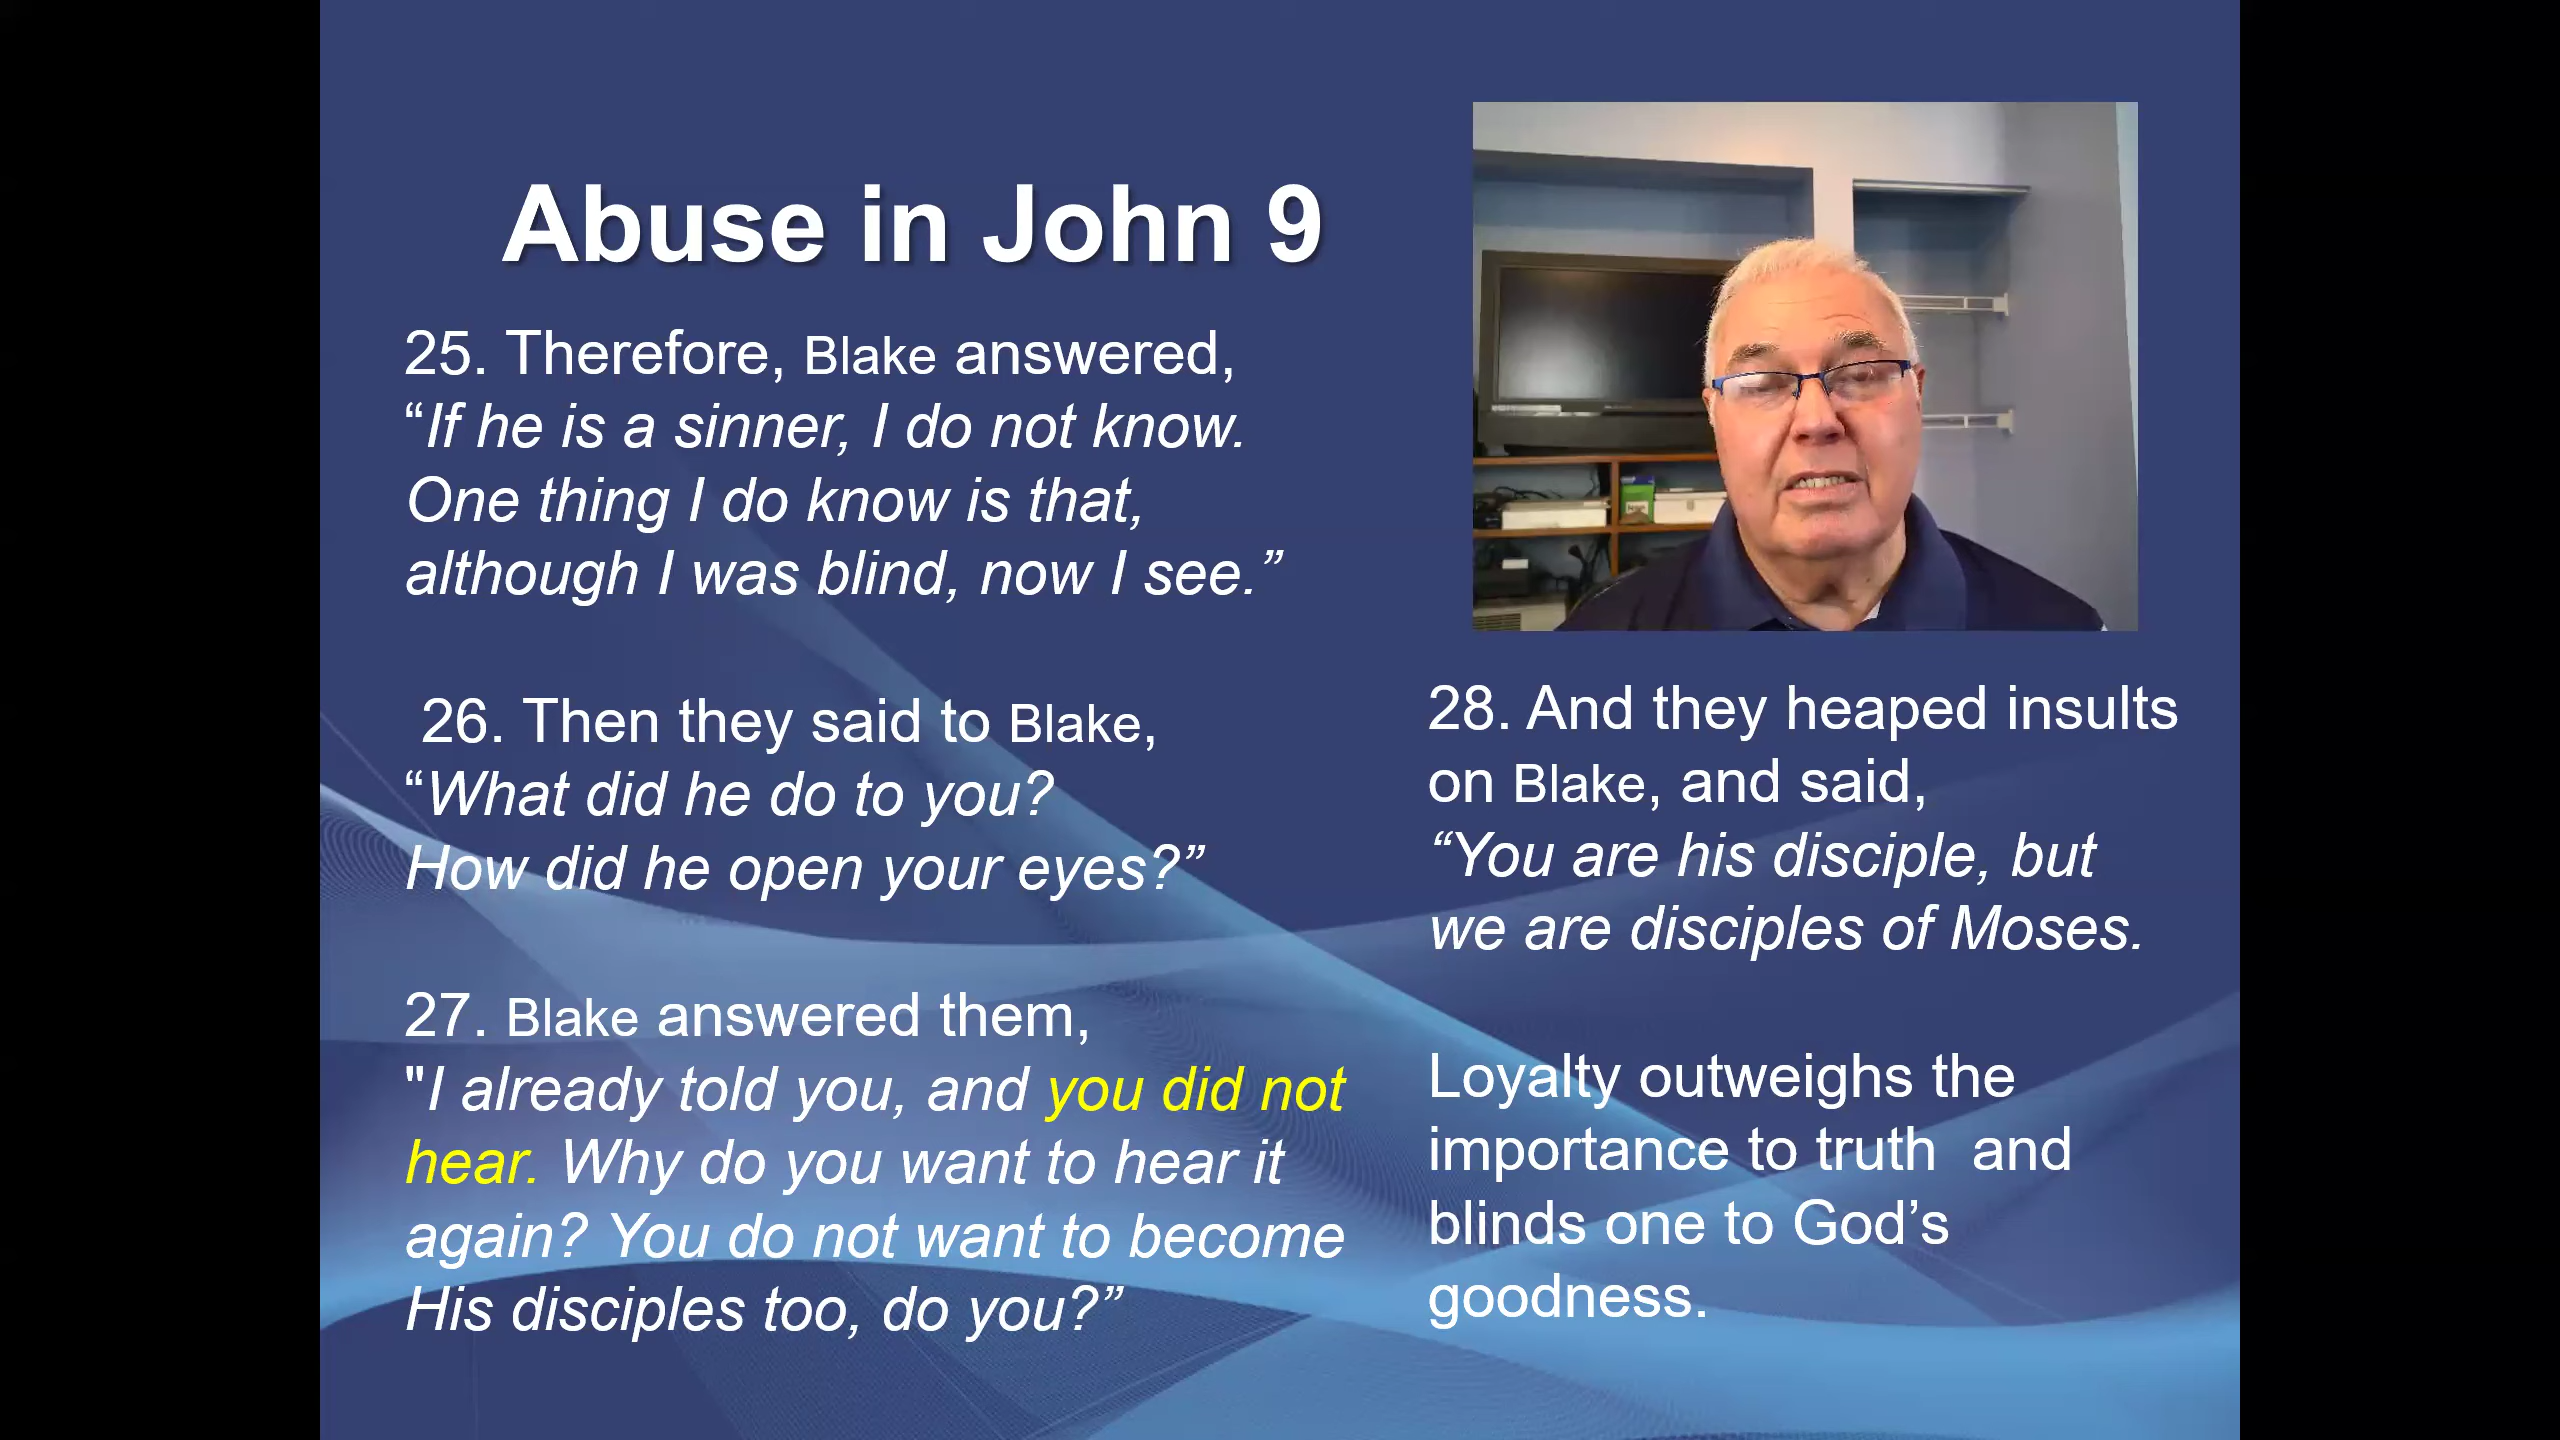 Abuse in John 9
25. Therefore, Blake answered,
“If he is a sinner, I do not know.
One thing I do know is that,
although I was blind, now I see.”
26. Then they said to Blake,
“What did he do to you?
How did he open your eyes?”
27. Blake answered them,
"I already told you, and you did not
hear. Why do you want to hear it
again? You do not want to become
His disciples too, do you?”
28. And they heaped insults
on Blake, and said,
“You are his disciple, but
we are disciples of Moses.
Loyalty outweighs the
importance to truth  and
blinds one to God’s
goodness.